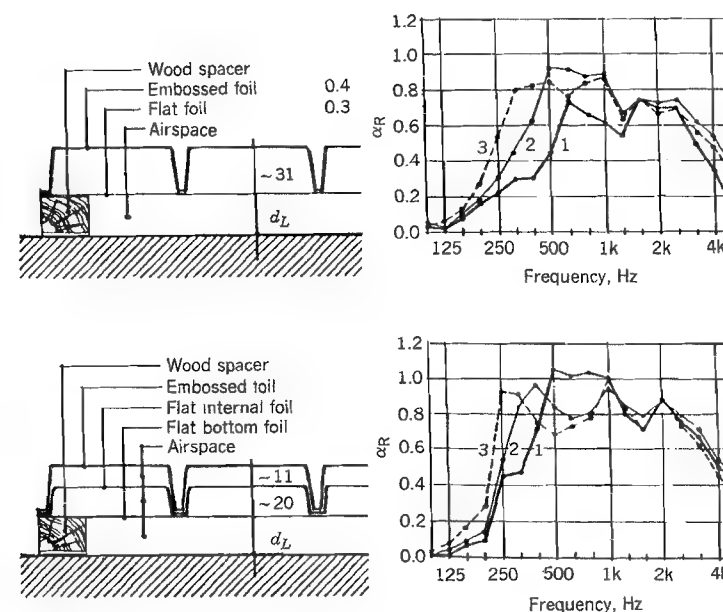 Wood spacer
Embossed foil 0.4
Flat foil 0.3
Airspace
~31
d_L
1.2
1.0
0.8
0.6
0.4
0.2
0.0
α_R
3 2 1
125 250 500 1k 2k 4k
Frequency, Hz
Wood spacer
Embossed foil
Flat internal foil
Flat bottom foil
Airspace
~11
~20
d_L
1.2
1.0
0.8
0.6
0.4
0.2
0.0
α_R
3 2 1
125 250 500 1k 2k 4k
Frequency, Hz